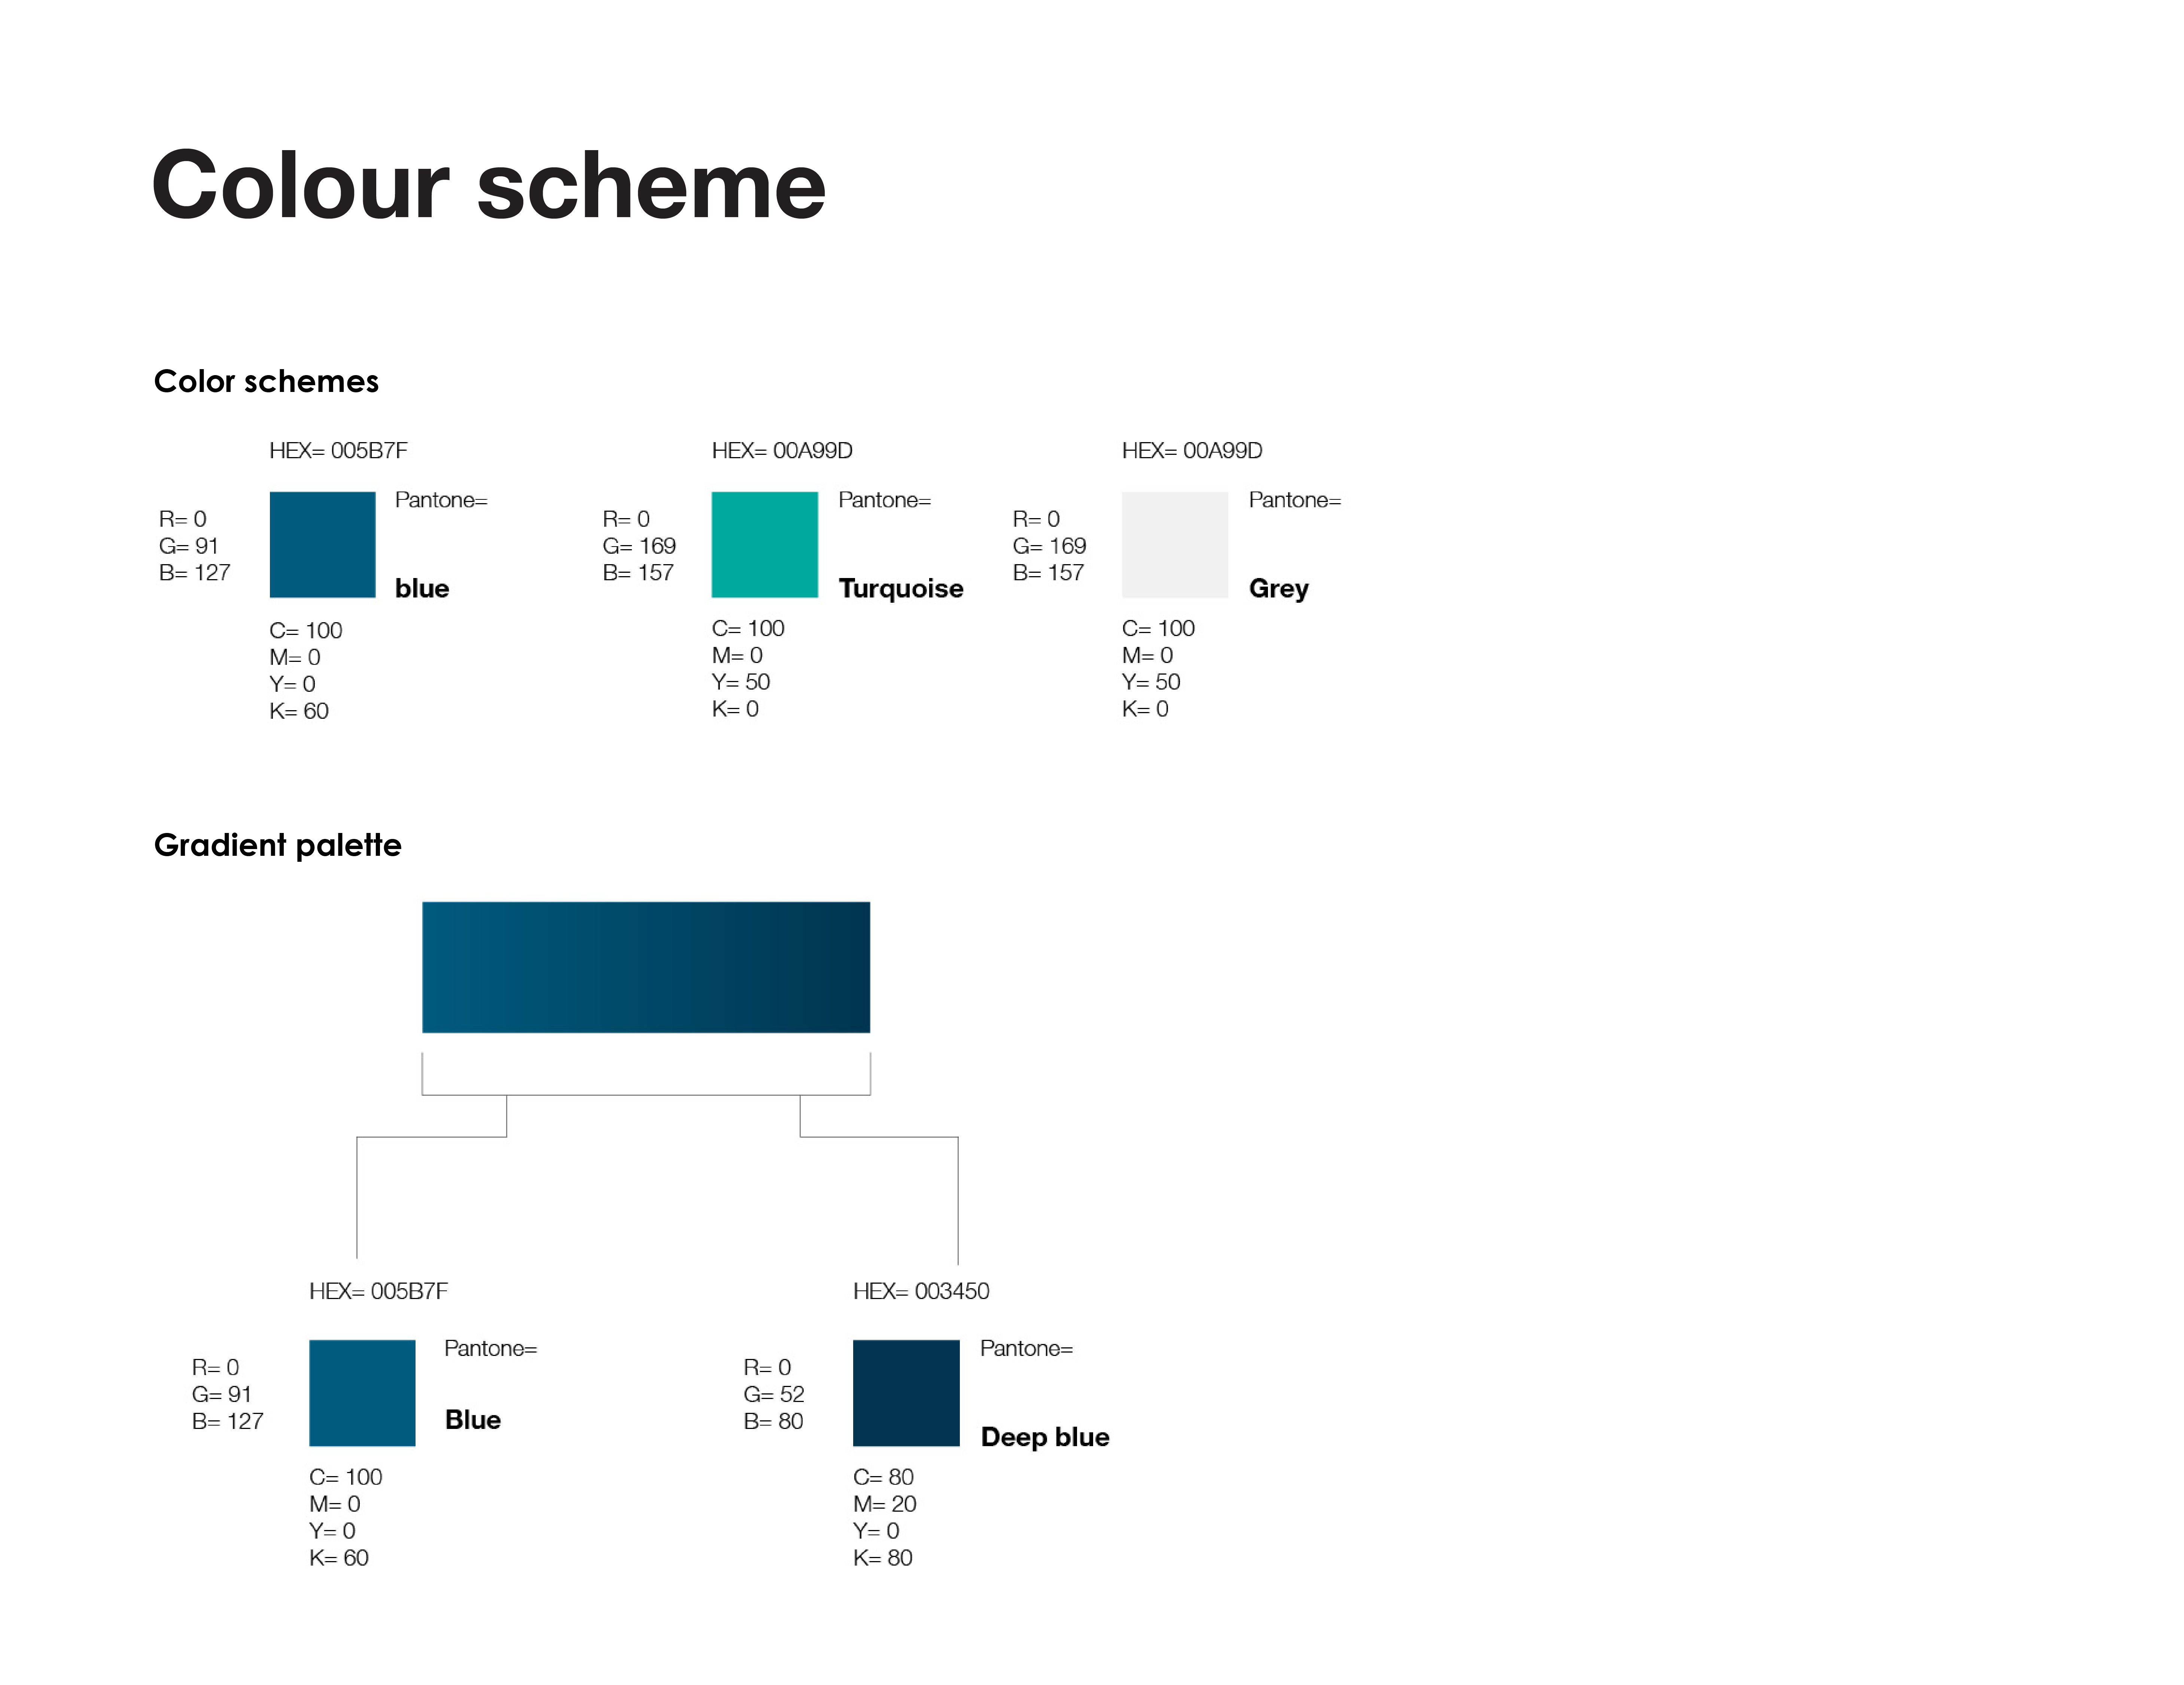 Colour scheme
Color schemes
HEX= 005B7F
R= 0
G= 91
B= 127
Pantone=
blue
C= 100
M= 0
Y= 0
K= 60
HEX= 00A99D
R= 0
G= 169
B= 157
Pantone=
Turquoise
C= 100
M= 0
Y= 50
K= 0
HEX= 00A99D
R= 0
G= 169
B= 157
Pantone=
Grey
C= 100
M= 0
Y= 50
K= 0
Gradient palette
HEX= 005B7F
R= 0
G= 91
B= 127
Pantone=
Blue
C= 100
M= 0
Y= 0
K= 60
HEX= 003450
R= 0
G= 52
B= 80
Pantone=
Deep blue
C= 80
M= 20
Y= 0
K= 80